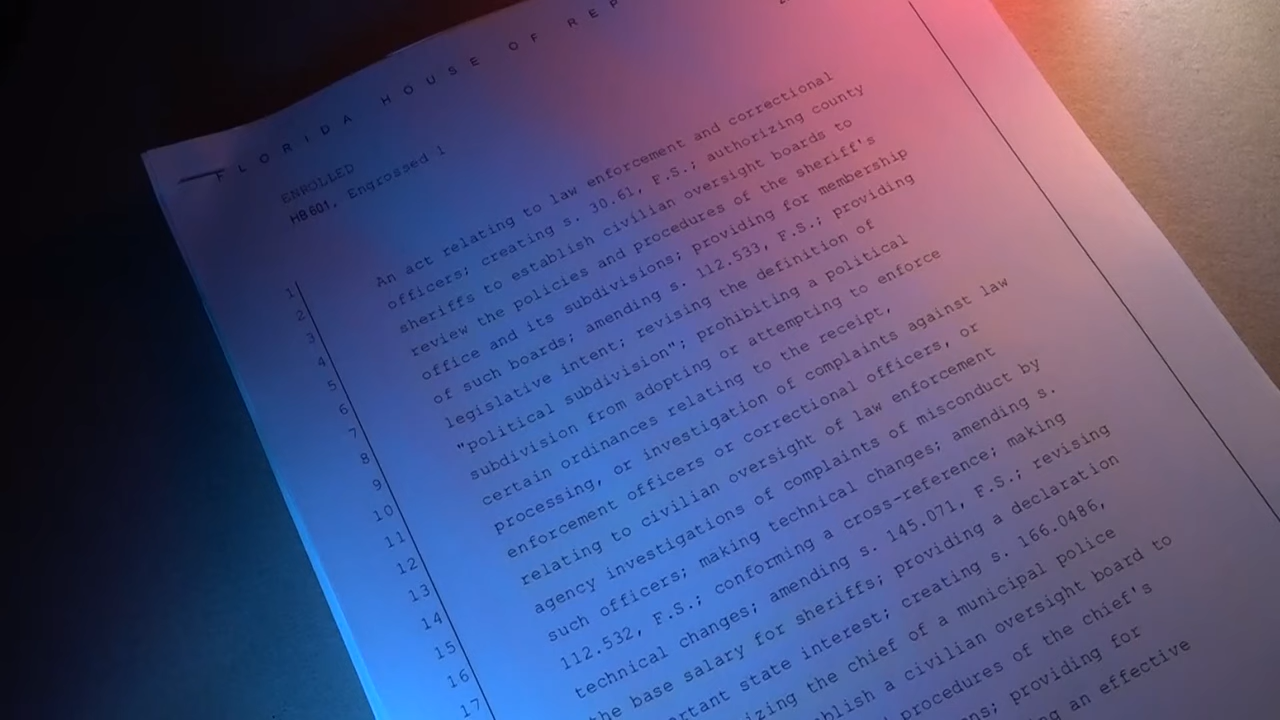 FLORIDA HOUSE OF REP
ENROLLED
HB 601, Engrossed 1
1 An act relating to law enforcement and correctional
2 officers; creating s. 30.61, F.S.; authorizing county
3 sheriffs to establish civilian oversight boards to
4 review the policies and procedures of the sheriff's
5 office and its subdivisions; providing for membership
6 of such boards; amending s. 112.533, F.S.; providing
7 legislative intent; revising the definition of
8 "political subdivision"; prohibiting a political
9 subdivision from adopting or attempting to enforce
10 certain ordinances relating to the receipt,
11 processing, or investigation of complaints against law
12 enforcement officers or correctional officers, or
13 relating to civilian oversight of law enforcement
14 agency investigations of complaints of misconduct by
15 such officers; making technical changes; amending s.
16 112.532, F.S.; conforming a cross-reference; making
17 technical changes; amending s. 145.071, F.S.; revising
the base salary for sheriffs; providing a declaration
rtant state interest; creating s. 166.0486,
izing the chief of a municipal police
blish a civilian oversight board to
procedures of the chief's
ns; providing for
ng an effective